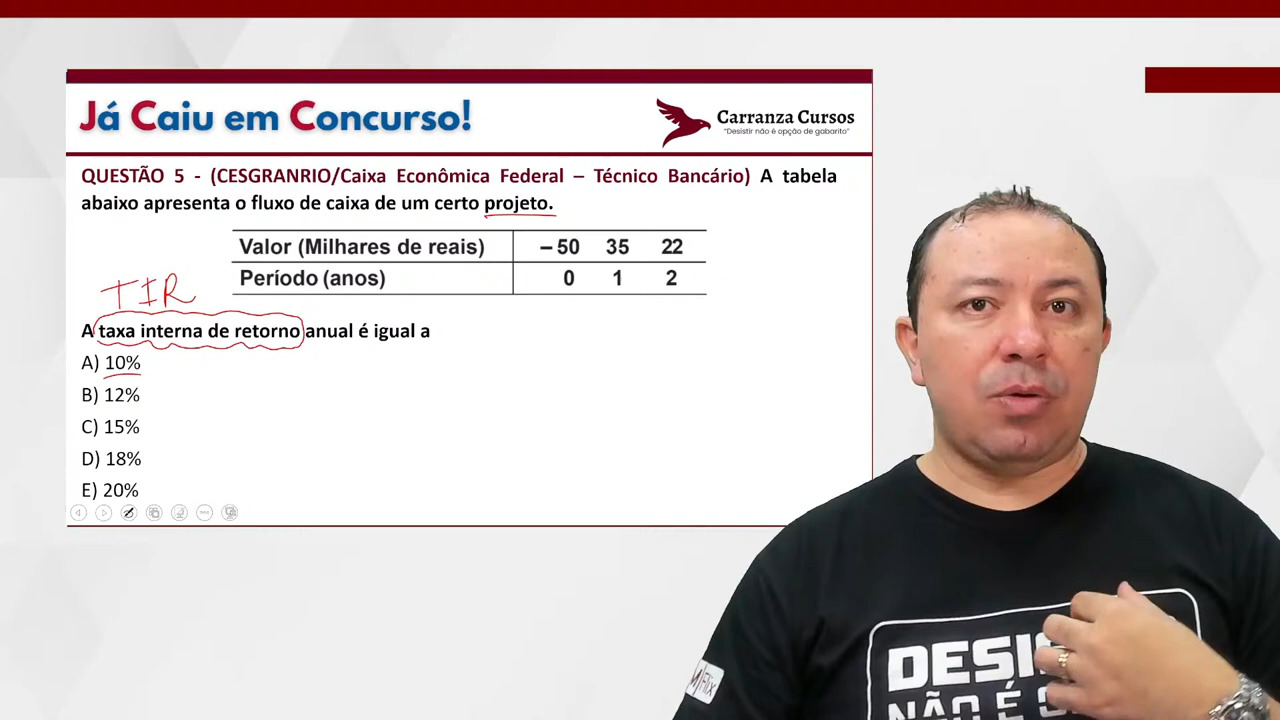 Já Caiu em Concurso!
Carranza Cursos
"Desistir não é opção de gabarito"
QUESTÃO 5 - (CESGRANRIO/Caixa Econômica Federal – Técnico Bancário) A tabela
abaixo apresenta o fluxo de caixa de um certo projeto.
Valor (Milhares de reais) – 50 35 22
Período (anos) 0 1 2
TIR
A taxa interna de retorno anual é igual a
A) 10%
B) 12%
C) 15%
D) 18%
E) 20%
NÃO É